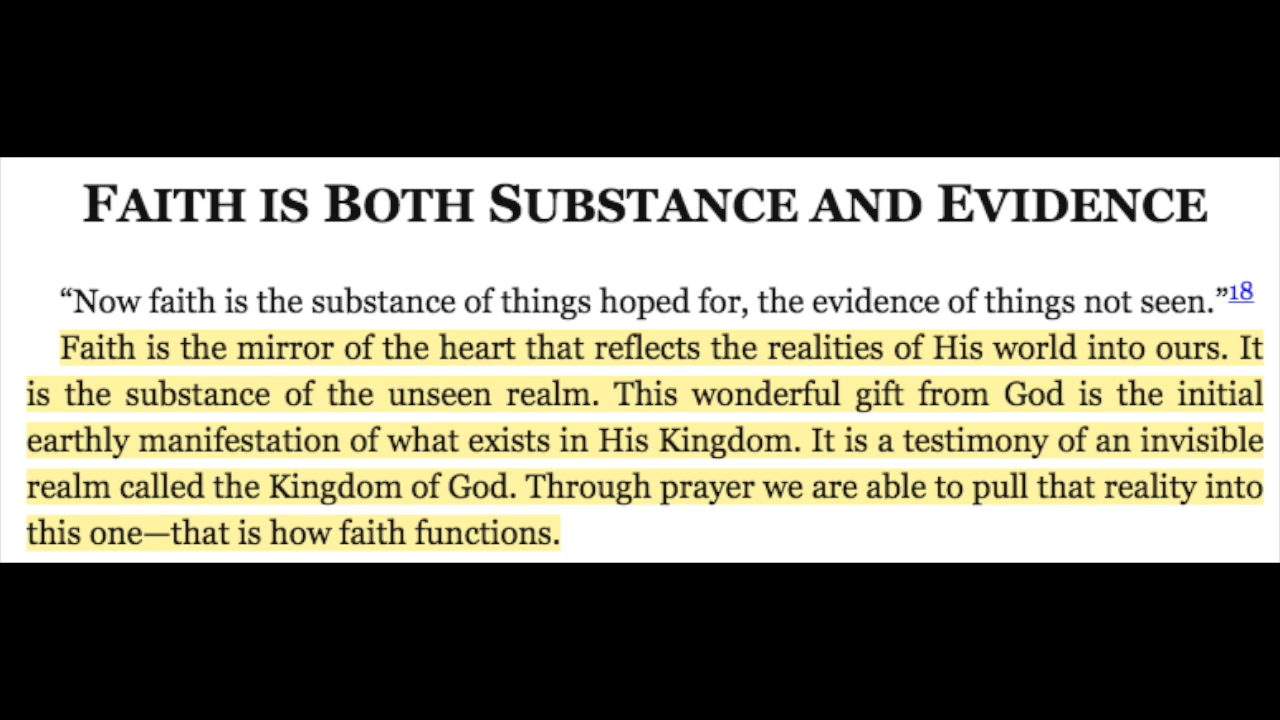 FAITH IS BOTH SUBSTANCE AND EVIDENCE
“Now faith is the substance of things hoped for, the evidence of things not seen.”18
Faith is the mirror of the heart that reflects the realities of His world into ours. It
is the substance of the unseen realm. This wonderful gift from God is the initial
earthly manifestation of what exists in His Kingdom. It is a testimony of an invisible
realm called the Kingdom of God. Through prayer we are able to pull that reality into
this one—that is how faith functions.